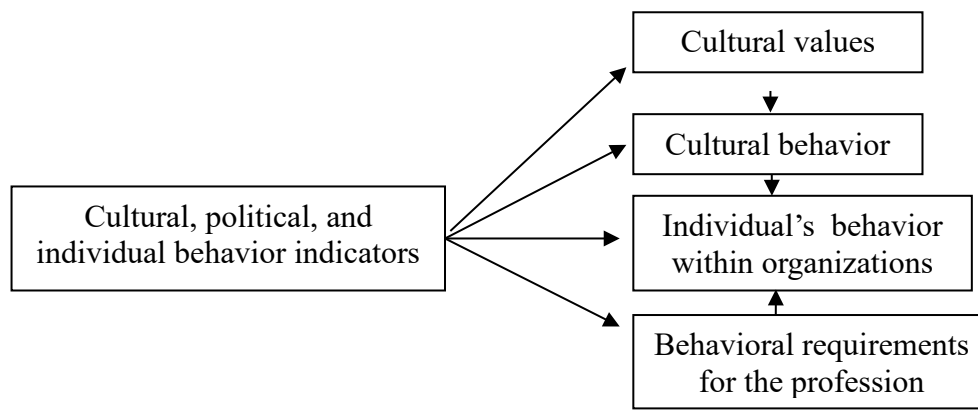 Cultural values
Cultural behavior
Cultural, political, and
individual behavior indicators
Individual’s  behavior
within organizations
Behavioral requirements
for the profession